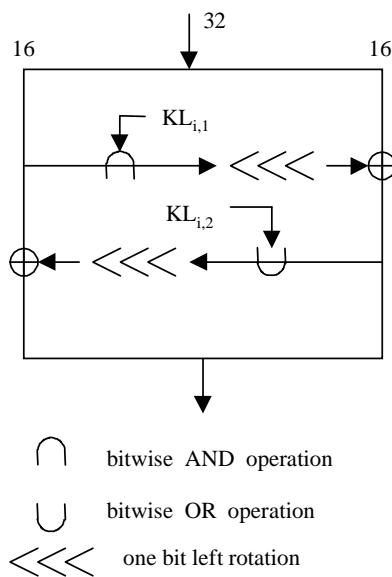 32
16 16
KL_{i,1}
KL_{i,2}
bitwise AND operation
bitwise OR operation
one bit left rotation